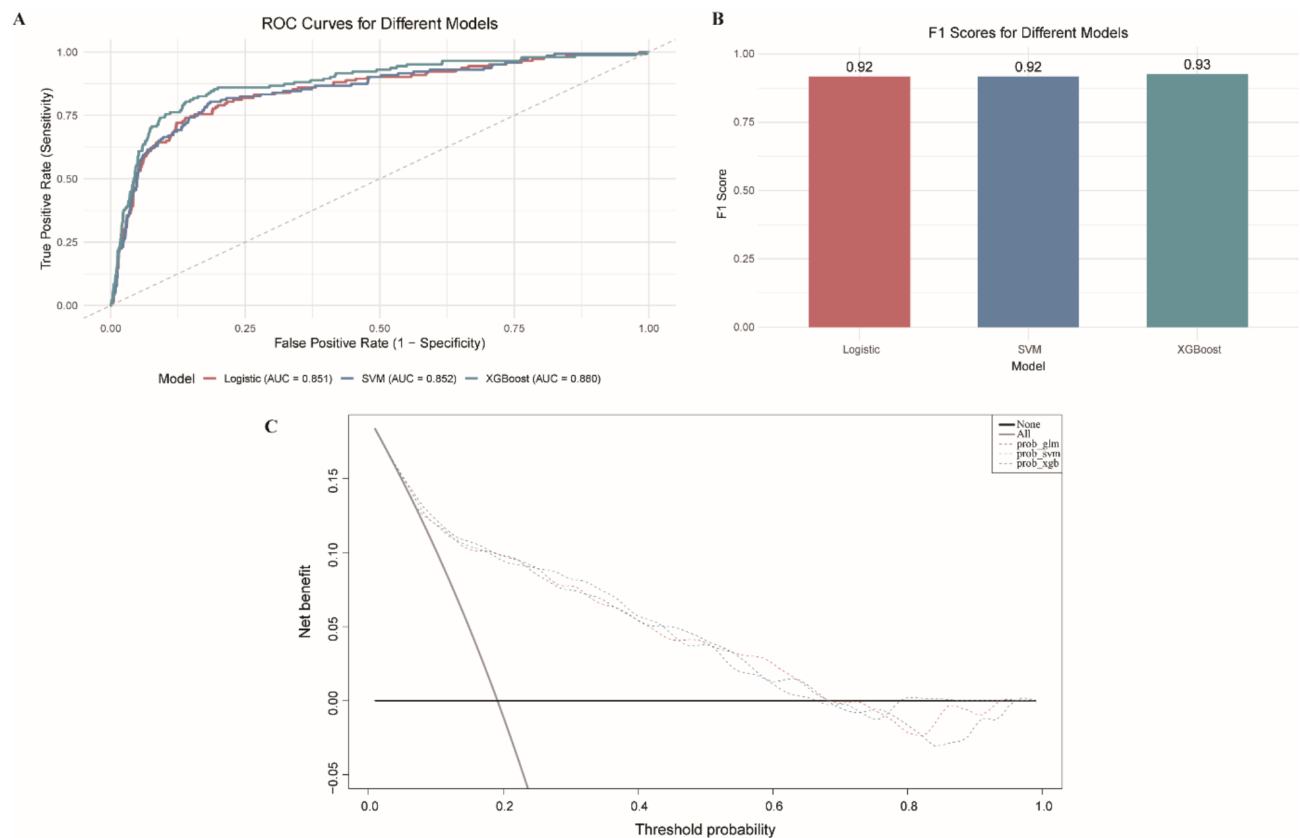 A
ROC Curves for Different Models
True Positive Rate (Sensitivity)
1.00
0.75
0.50
0.25
0.00
0.00 0.25 0.50 0.75 1.00
False Positive Rate (1 − Specificity)
Model Logistic (AUC = 0.851) SVM (AUC = 0.852) XGBoost (AUC = 0.880)
B
F1 Scores for Different Models
F1 Score
1.00
0.75
0.50
0.25
0.00
0.92 0.92 0.93
Logistic SVM XGBoost
Model
C
Net benefit
0.15
0.10
0.05
0.00
−0.05
None
All
prob_glm
prob_svm
prob_xgb
0.0 0.2 0.4 0.6 0.8 1.0
Threshold probability